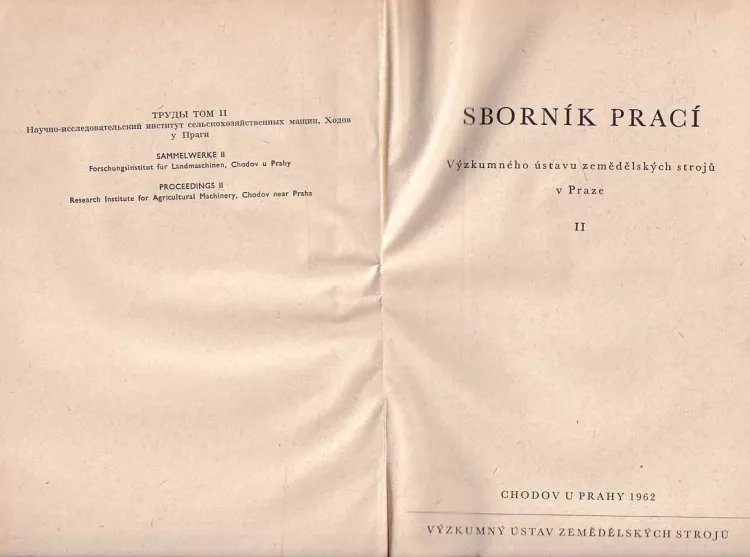 ТРУДЫ ТОМ II
Научно-исследовательский институт сельскохозяйственных машин, Ходов
у Праги
SAMMELWERKE II
Forschungsinstitut für Landmaschinen, Chodov u Prahy
PROCEEDINGS II
Research Institute for Agricultural Machinery, Chodov near Praha
SBORNÍK PRACÍ
Výzkumného ústavu zemědělských strojů
v Praze
II
CHODOV U PRAHY 1962
VÝZKUMNÝ ÚSTAV ZEMĚDĚLSKÝCH STROJŮ